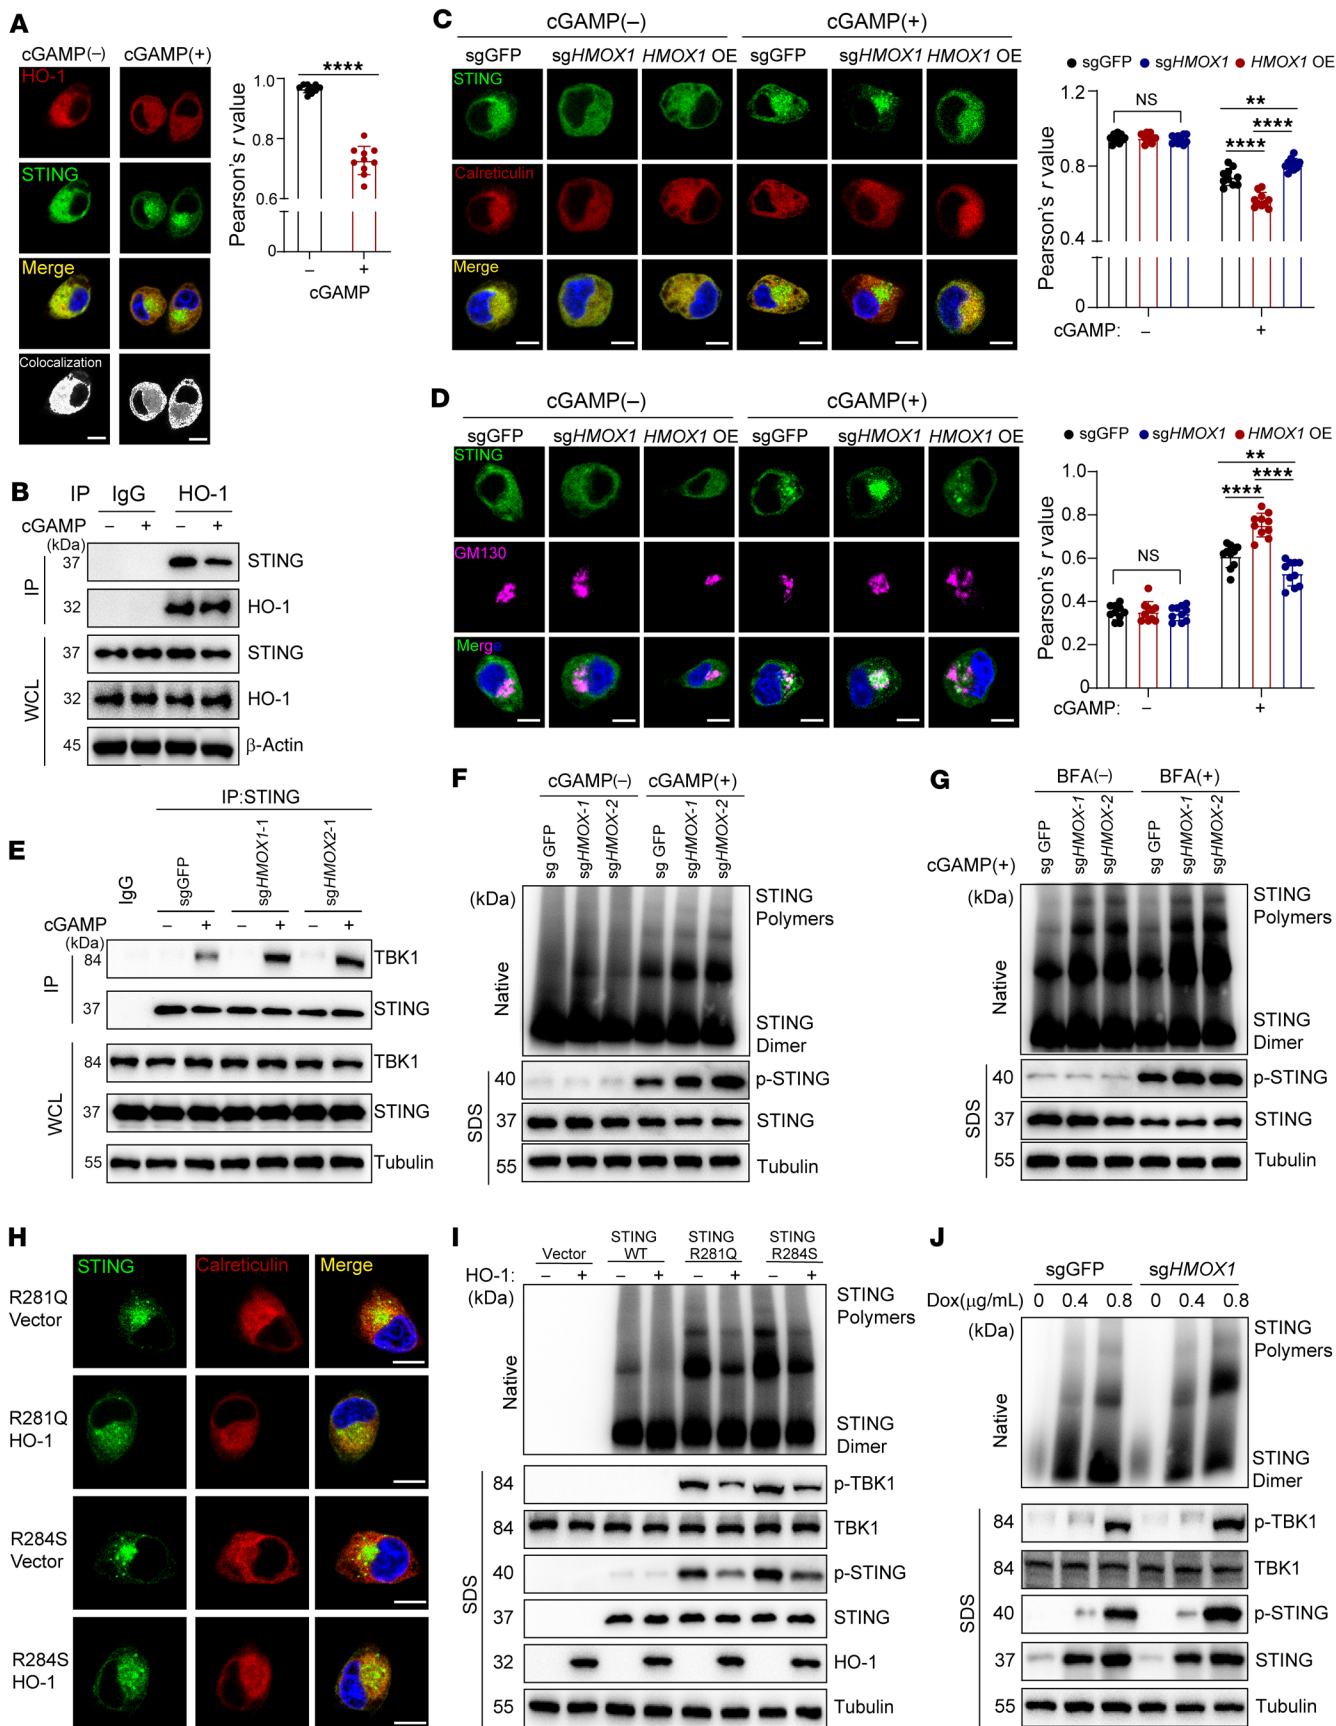 A
cGAMP(–) cGAMP(+)
HO-1
STING
Merge
Colocalization
Pearson's r value
1.0
0.8
0.6
0
****
– +
cGAMP
B
IP IgG HO-1
cGAMP – + – +
(kDa)
IP
37 STING
32 HO-1
WCL
37 STING
32 HO-1
45 β-Actin
C
cGAMP(–) cGAMP(+)
sgGFP sgHMOX1 HMOX1 OE sgGFP sgHMOX1 HMOX1 OE
STING
Calreticulin
Merge
sgGFP sgHMOX1 HMOX1 OE
Pearson's r value
1.2
0.8
0.4
0
NS
**
****
****
cGAMP: – +
D
cGAMP(–) cGAMP(+)
sgGFP sgHMOX1 HMOX1 OE sgGFP sgHMOX1 HMOX1 OE
STING
GM130
Merge
sgGFP sgHMOX1 HMOX1 OE
Pearson's r value
1.0
0.8
0.6
0.4
0.2
0
NS
**
****
****
cGAMP: – +
E
IP:STING
IgG sgGFP sgHMOX1-1 sgHMOX2-1
cGAMP – + – + – +
(kDa)
IP
84 TBK1
37 STING
WCL
84 TBK1
37 STING
55 Tubulin
F
cGAMP(–) cGAMP(+)
sg GFP sgHMOX-1 sgHMOX-2 sg GFP sgHMOX-1 sgHMOX-2
(kDa)
Native
STING
Polymers
STING
Dimer
SDS
40 p-STING
37 STING
55 Tubulin
G
BFA(–) BFA(+)
sg GFP sgHMOX-1 sgHMOX-2 sg GFP sgHMOX-1 sgHMOX-2
cGAMP(+)
(kDa)
Native
STING
Polymers
STING
Dimer
SDS
40 p-STING
37 STING
55 Tubulin
H
STING Calreticulin Merge
R281Q
Vector
R281Q
HO-1
R284S
Vector
R284S
HO-1
I
Vector STING WT STING R281Q STING R284S
HO-1: – + – + – + – +
(kDa)
Native
STING
Polymers
STING
Dimer
SDS
84 p-TBK1
84 TBK1
40 p-STING
37 STING
32 HO-1
55 Tubulin
J
sgGFP sgHMOX1
Dox(μg/mL) 0 0.4 0.8 0 0.4 0.8
(kDa)
Native
STING
Polymers
STING
Dimer
SDS
84 p-TBK1
84 TBK1
40 p-STING
37 STING
55 Tubulin